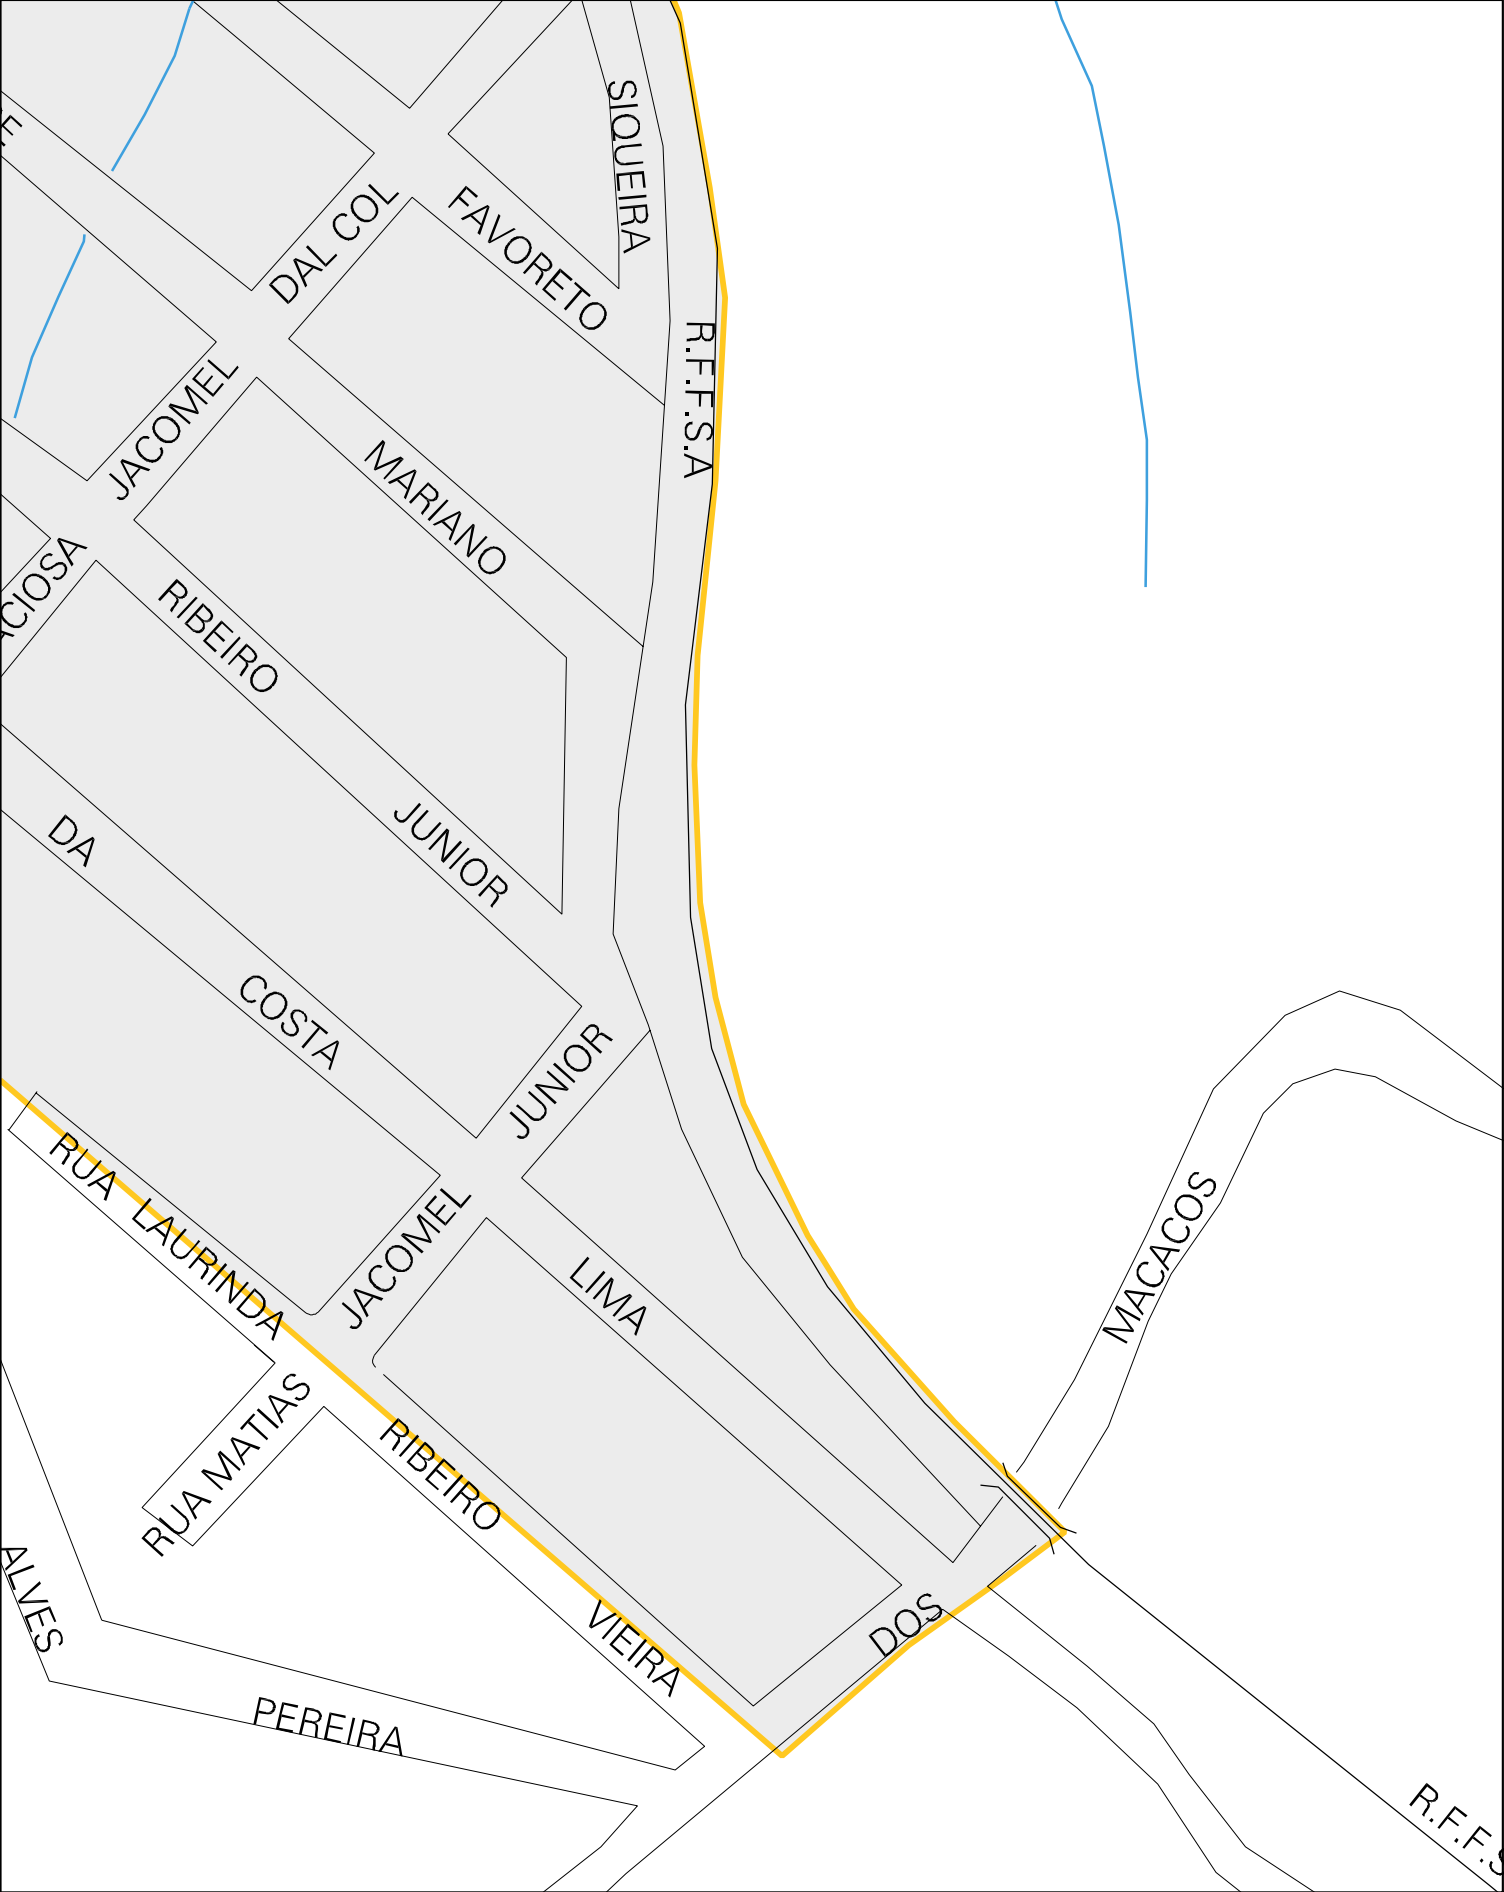 SIQUEIRA
DAL COL
FAVORETO
R.F.F.S.A
JACOMEL
MARIANO
CIOSA
RIBEIRO
JUNIOR
DA
COSTA
JUNIOR
RUA LAURINDA
JACOMEL
LIMA
MACACOS
RUA MATIAS
RIBEIRO
ALVES
VIEIRA
DOS
PEREIRA
R.F.F.S